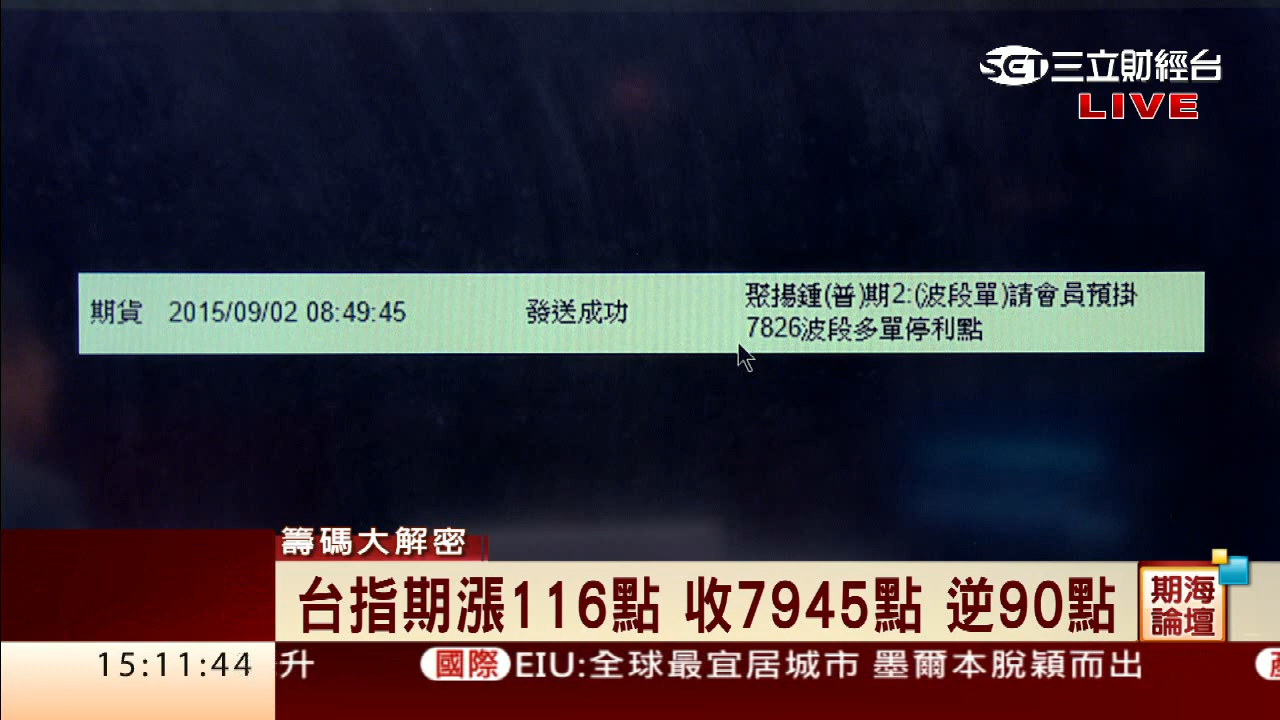 SET三立財經台
LIVE
期貨 2015/09/02 08:49:45 發送成功 聚揚鍾(普)期2:(波段單)請會員預掛
7826波段多單停利點
籌碼大解密
台指期漲116點 收7945點 逆90點
期海
論壇
15:11:44 升 國際 EIU:全球最宜居城市 墨爾本脫穎而出